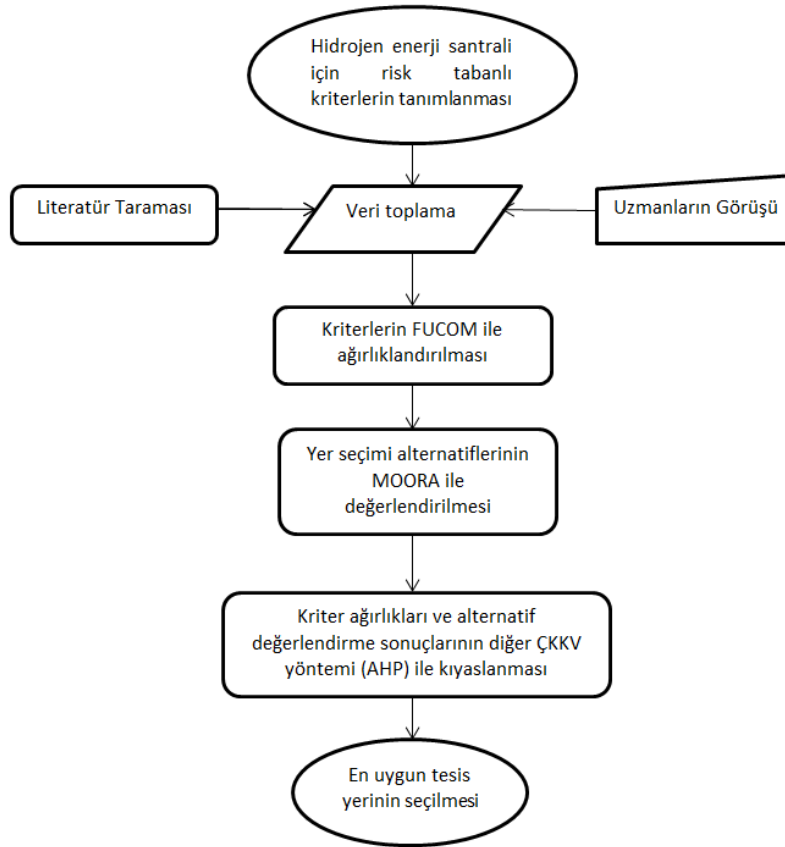 Hidrojen enerji santrali
için risk tabanlı
kriterlerin tanımlanması
Literatür Taraması
Veri toplama
Uzmanların Görüşü
Kriterlerin FUCOM ile
ağırlıklandırılması
Yer seçimi alternatiflerinin
MOORA ile
değerlendirilmesi
Kriter ağırlıkları ve alternatif
değerlendirme sonuçlarının diğer ÇKKV
yöntemi (AHP) ile kıyaslanması
En uygun tesis
yerinin seçilmesi